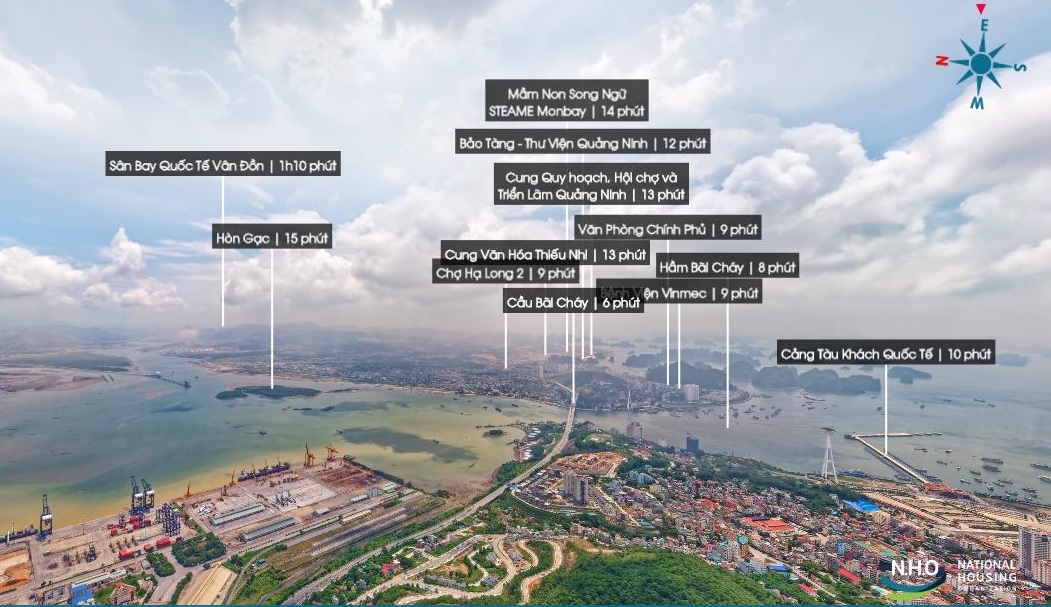 E
N
S
W
Mầm Non Song Ngữ
STEAME Monbay | 14 phút
Bảo Tàng - Thư Viện Quảng Ninh | 12 phút
Sân Bay Quốc Tế Vân Đồn | 1h10 phút
Cung Quy hoạch, Hội chợ và
Triển Lãm Quảng Ninh | 13 phút
Văn Phòng Chính Phủ | 9 phút
Hòn Gạc | 15 phút
Cung Văn Hóa Thiếu Nhi | 13 phút
Hầm Bãi Cháy | 8 phút
Chợ Hạ Long 2 | 9 phút
Vinmec | 9 phút
Cầu Bãi Cháy | 6 phút
Cảng Tàu Khách Quốc Tế | 10 phút
NHO
NATIONAL
HOUSING
ORGANIZATION